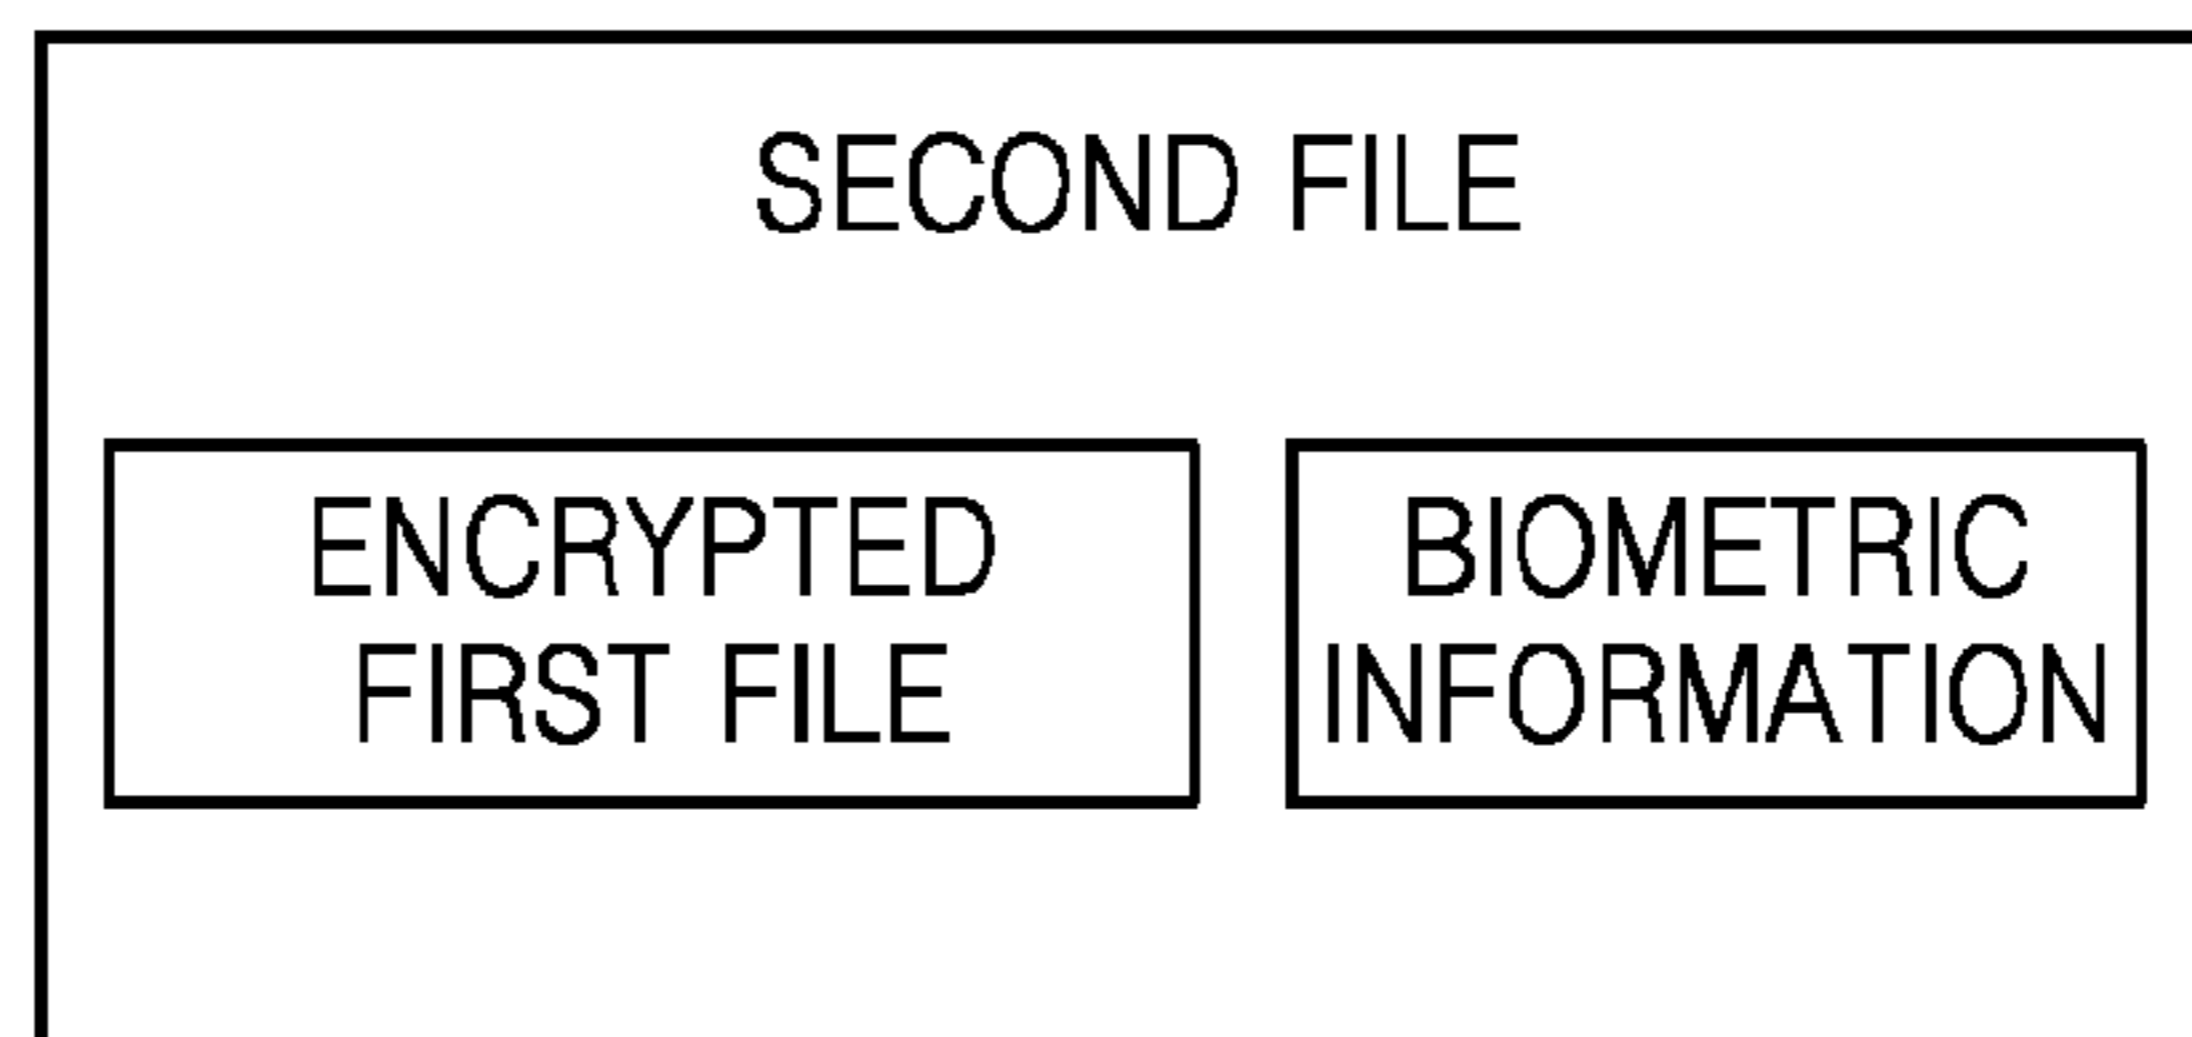 SECOND FILE
ENCRYPTED
FIRST FILE
BIOMETRIC
INFORMATION